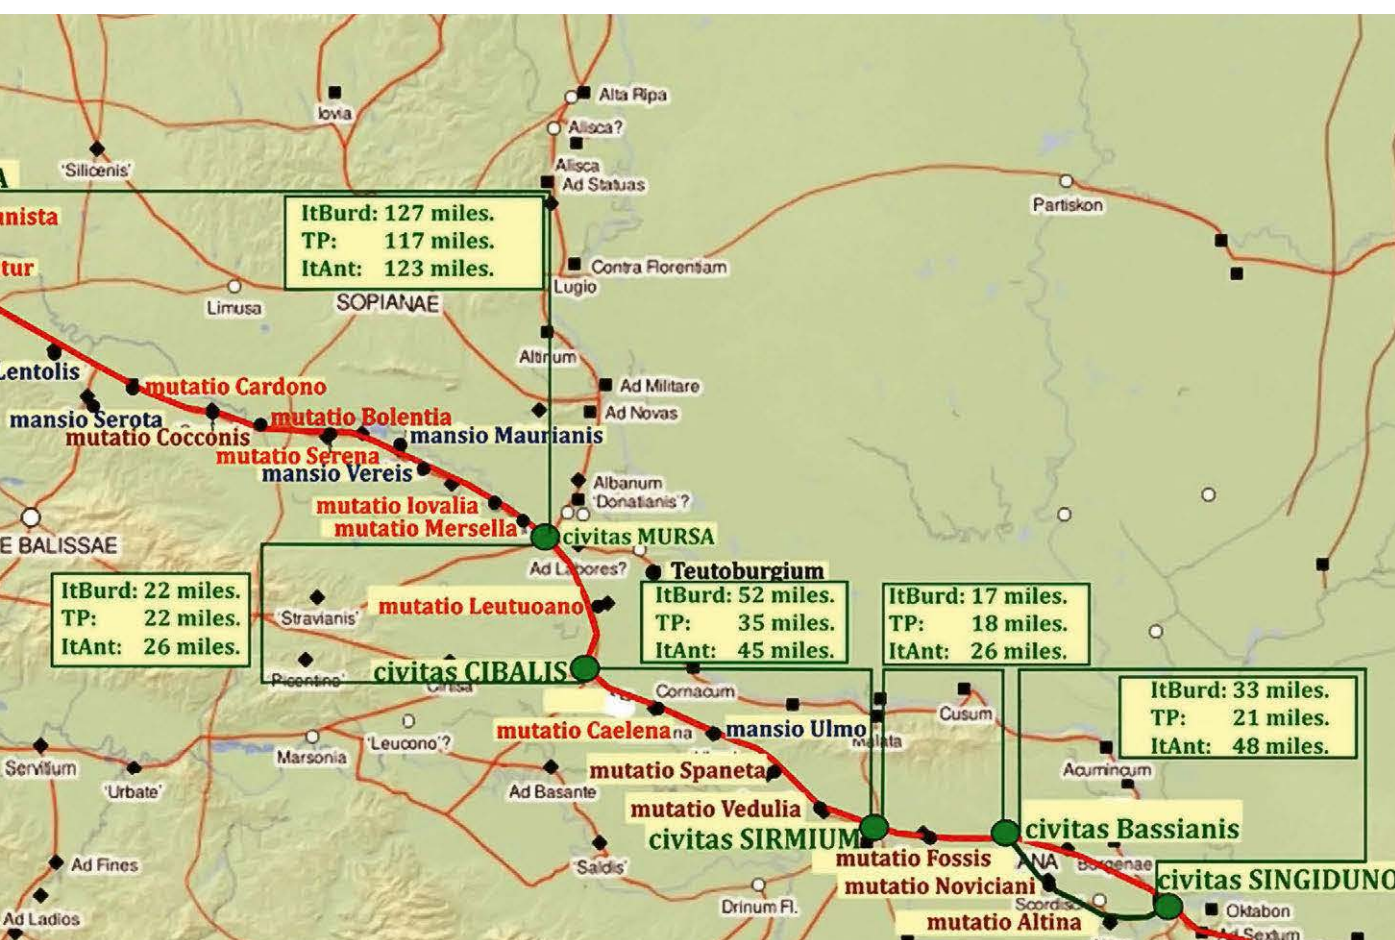 Alta Ripa
Iovia
Alisca?
'Silicenis'
Alisca
Ad Statuas
A
Partiskon
ItBurd: 127 miles.
TP: 117 miles.
ItAnt: 123 miles.
unista
tur
Contra Florentiam
Lugio
Limusa
SOPIANAE
Altinum
Lentolis
mutatio Cardono
Ad Militare
Ad Novas
mansio Serota
mutatio Bolentia
mutatio Cocconis
mansio Maurianis
mutatio Serena
mansio Vereis
Albanum
'Donatianis'?
mutatio Iovalia
mutatio Mersella
civitas MURSA
E BALISSAE
Ad Labores?
Teutoburgium
ItBurd: 22 miles.
TP: 22 miles.
ItAnt: 26 miles.
'Stravianis'
mutatio Leutuoano
ItBurd: 52 miles.
TP: 35 miles.
ItAnt: 45 miles.
ItBurd: 17 miles.
TP: 18 miles.
ItAnt: 26 miles.
civitas CIBALIS
Cornacum
Cusum
ItBurd: 33 miles.
TP: 21 miles.
ItAnt: 48 miles.
mutatio Caelena
na
mansio Ulmo
Malata
'Leucono'?
Marsonia
Servitium
'Urbate'
mutatio Spaneta
Acumincum
Ad Basante
mutatio Vedulia
civitas SIRMIUM
civitas Bassianis
mutatio Fossis
ANA
Ad Fines
'Saldis'
mutatio Noviciani
civitas SINGIDUNO
Drinum Fl.
Oktabon
Ad Ladios
mutatio Altina
Ad Sextum